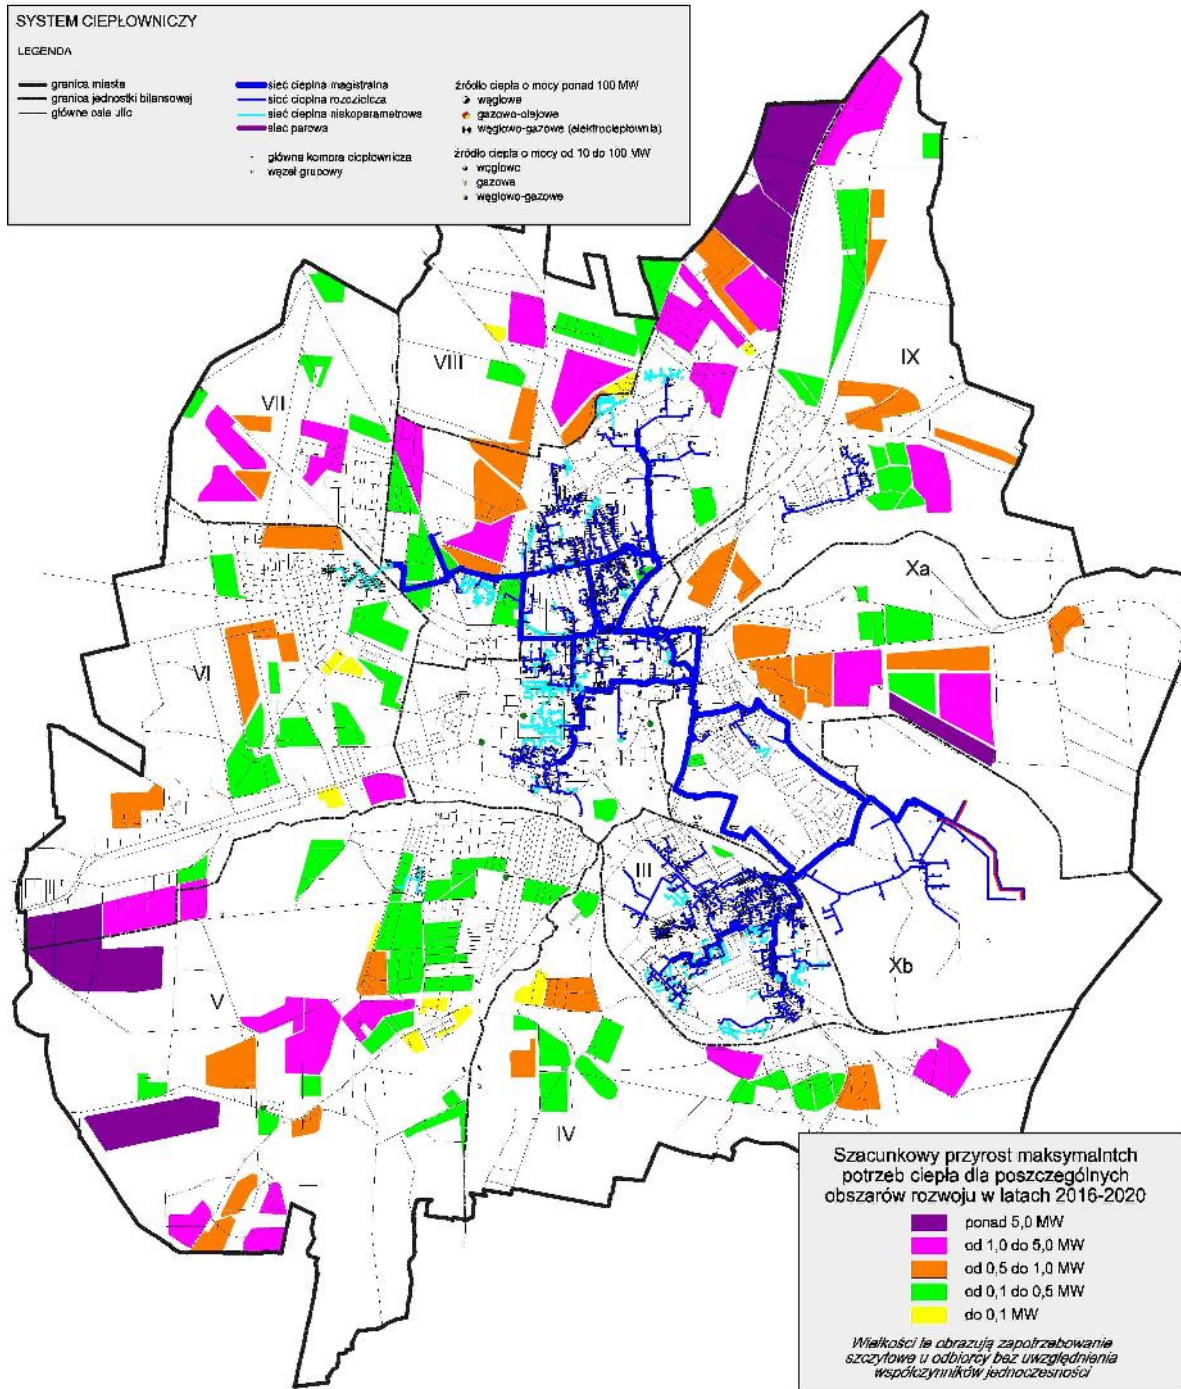 SYSTEM CIEPŁOWNICZY
LEGENDA
granica miasta
granica jednostki bilansowej
główne osie ulic
sieć cieplna magistralna
sieć cieplna rozdzielcza
sieć cieplna niskoparametrowa
sieć parowa
główna komora ciepłownicza
węzeł grupowy
źródło ciepła o mocy ponad 100 MW
węglowe
gazowo-olejowe
węglowo-gazowe (elektrociepłownia)
źródło ciepła o mocy od 10 do 100 MW
węglowe
gazowe
węglowo-gazowe
VIII
IX
VII
II
Xa
VI
I
III
Xb
V
IV
Szacunkowy przyrost maksymalntch
potrzeb ciepła dla poszczególnych
obszarów rozwoju w latach 2016-2020
ponad 5,0 MW
od 1,0 do 5,0 MW
od 0,5 do 1,0 MW
od 0,1 do 0,5 MW
do 0,1 MW
Wielkości te obrazują zapotrzebowanie
szczytowe u odbiorcy bez uwzględnienia
współczynników jednoczesności